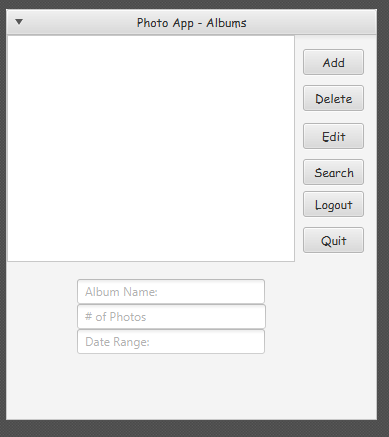 Photo App - Albums
Add
Delete
Edit
Search
Logout
Quit
Album Name:
# of Photos
Date Range: